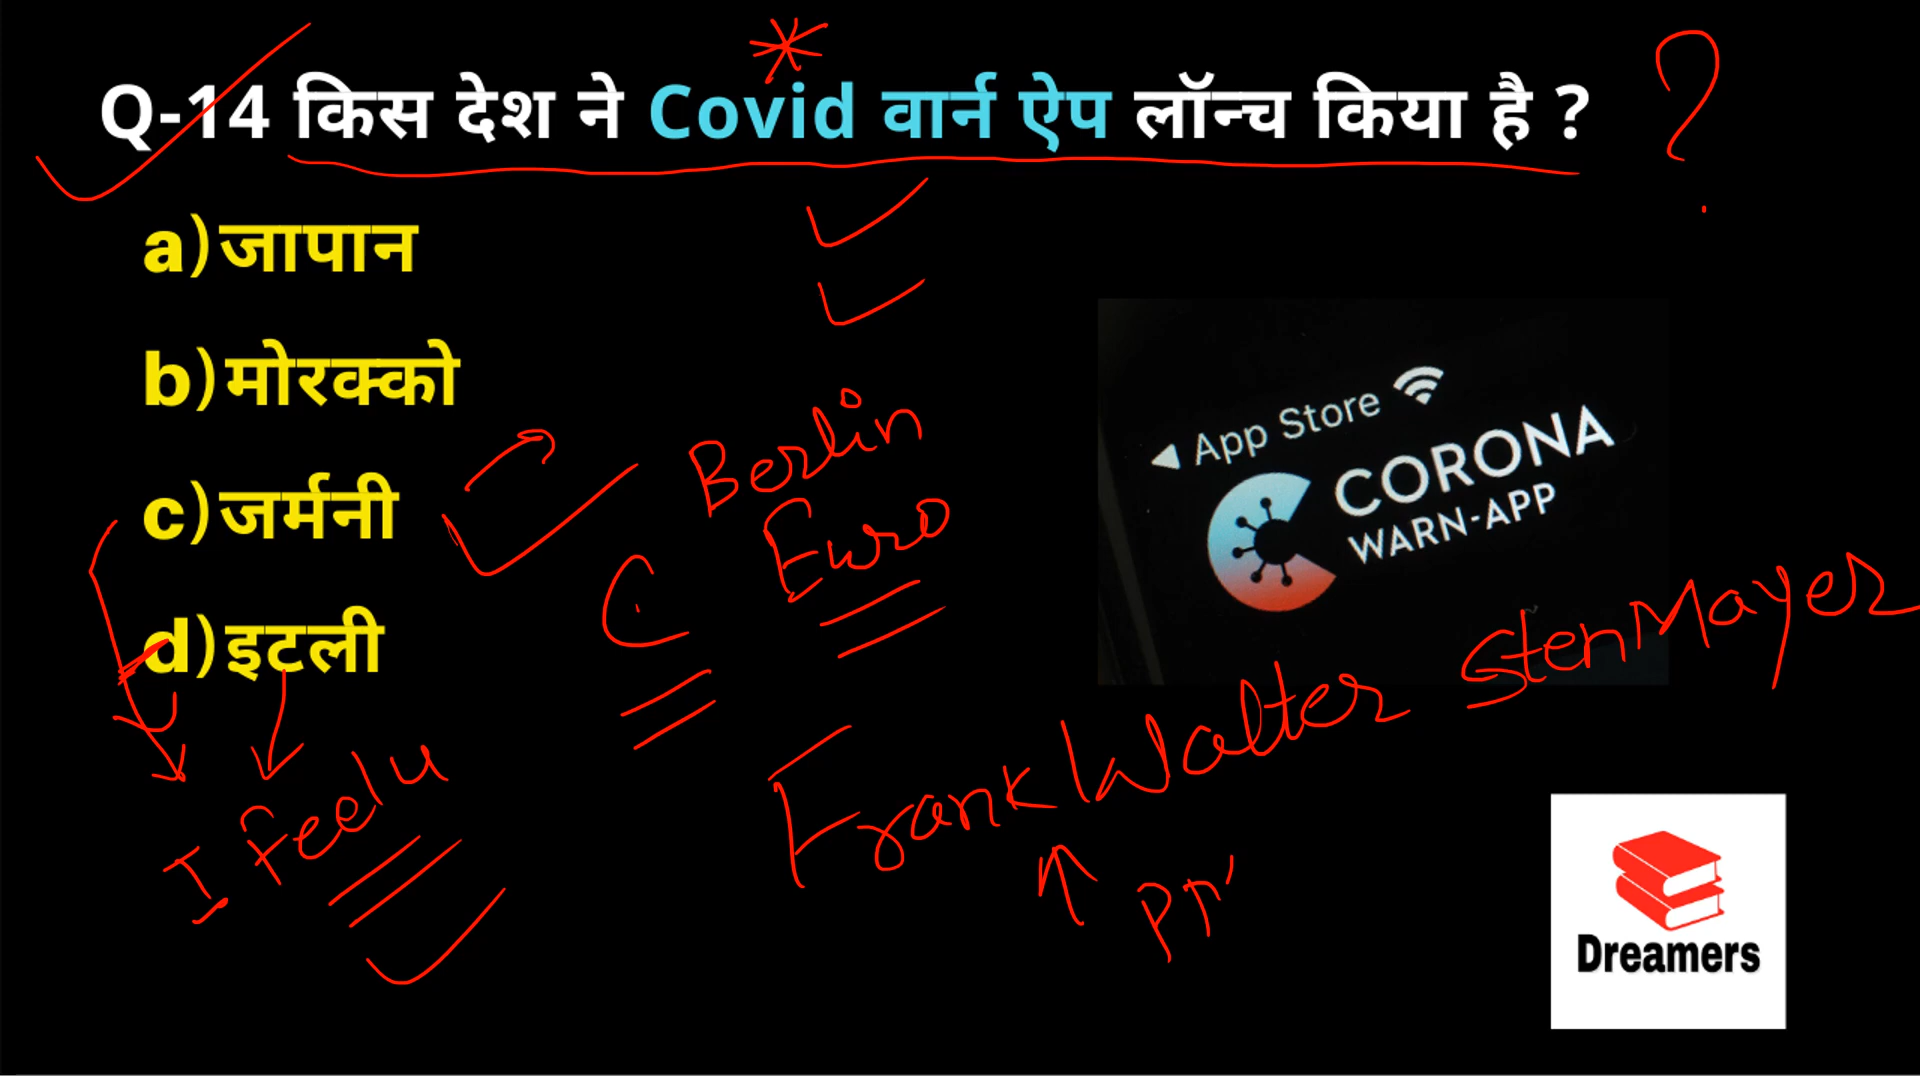 Q-14 किस देश ने Covid वार्न ऐप लॉन्च किया है ?
?
a)जापान
b)मोरक्को
c)जर्मनी
d)इटली
Berlin
Euro
C
I feel u
App Store
CORONA
WARN-APP
Frank Walter StenMayer
Dreamers